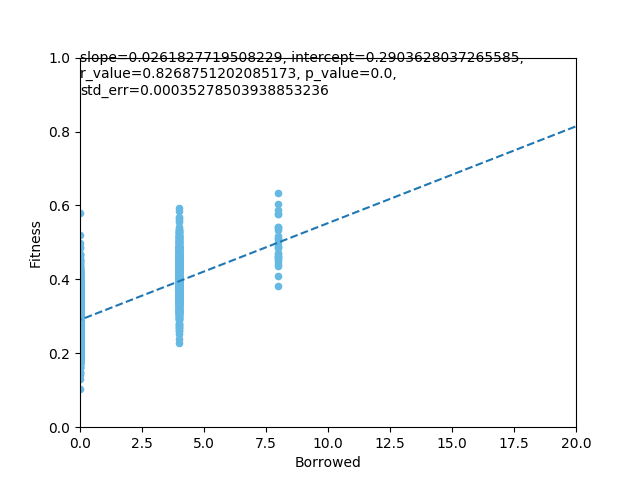 slope=0.0261827719508229, intercept=0.2903628037265585,
r_value=0.8268751202085173, p_value=0.0,
std_err=0.00035278503938853236
1.0
0.8
0.6
0.4
0.2
0.0
Fitness
0.0 2.5 5.0 7.5 10.0 12.5 15.0 17.5 20.0
Borrowed